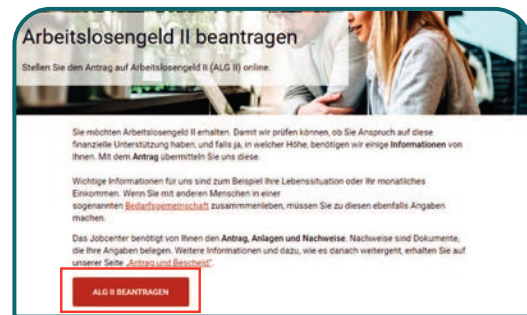 Arbeitslosengeld II beantragen
Stellen Sie den Antrag auf Arbeitslosengeld II (ALG II) online.
Sie möchten Arbeitslosengeld II erhalten. Damit wir prüfen können, ob Sie Anspruch auf diese
finanzielle Unterstützung haben, und falls ja, in welcher Höhe, benötigen wir einige Informationen von
Ihnen. Mit dem Antrag übermitteln Sie uns diese.
Wichtige Informationen für uns sind zum Beispiel Ihre Lebenssituation oder Ihr monatliches
Einkommen. Wenn Sie mit anderen Menschen in einer
sogenannten Bedarfsgemeinschaft zusammmenleben, müssen Sie zu diesen ebenfalls Angaben
machen.
Das Jobcenter benötigt von Ihnen den Antrag, Anlagen und Nachweise. Nachweise sind Dokumente,
die Ihre Angaben belegen. Weitere Informationen und dazu, wie es danach weitergeht, erhalten Sie auf
unserer Seite „Antrag und Bescheid".
ALG II BEANTRAGEN